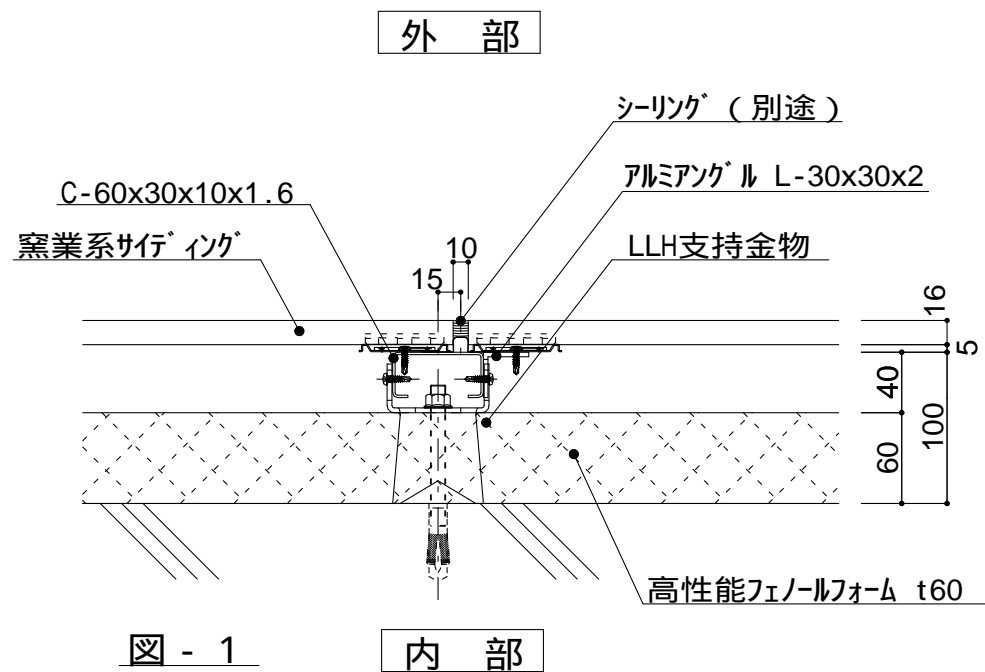 外 部
シーリング（別途）
アルミアングル L-30x30x2
C-60x30x10x1.6
窯業系サイディング
LLH支持金物
10
15
16
5
40
100
60
高性能フェノールフォーム t60
図 - 1
内 部